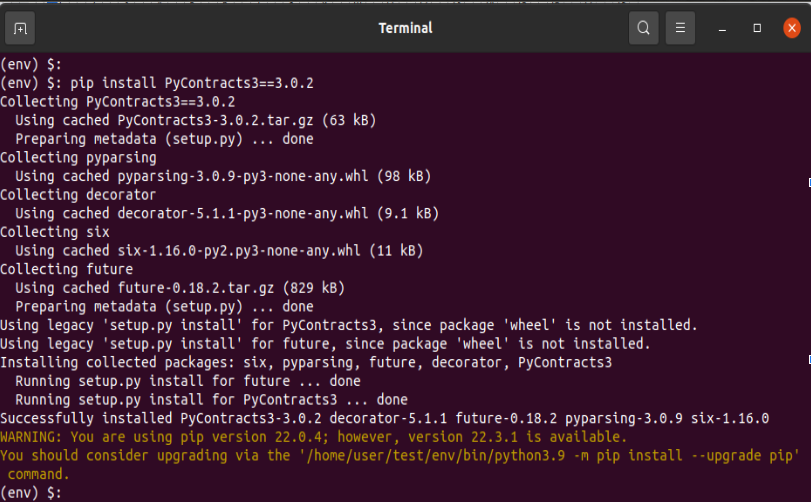 Terminal
(env) $:
(env) $: pip install PyContracts3==3.0.2
Collecting PyContracts3==3.0.2
  Using cached PyContracts3-3.0.2.tar.gz (63 kB)
  Preparing metadata (setup.py) ... done
Collecting pyparsing
  Using cached pyparsing-3.0.9-py3-none-any.whl (98 kB)
Collecting decorator
  Using cached decorator-5.1.1-py3-none-any.whl (9.1 kB)
Collecting six
  Using cached six-1.16.0-py2.py3-none-any.whl (11 kB)
Collecting future
  Using cached future-0.18.2.tar.gz (829 kB)
  Preparing metadata (setup.py) ... done
Using legacy 'setup.py install' for PyContracts3, since package 'wheel' is not installed.
Using legacy 'setup.py install' for future, since package 'wheel' is not installed.
Installing collected packages: six, pyparsing, future, decorator, PyContracts3
  Running setup.py install for future ... done
  Running setup.py install for PyContracts3 ... done
Successfully installed PyContracts3-3.0.2 decorator-5.1.1 future-0.18.2 pyparsing-3.0.9 six-1.16.0
WARNING: You are using pip version 22.0.4; however, version 22.3.1 is available.
You should consider upgrading via the '/home/user/test/env/bin/python3.9 -m pip install --upgrade pip'
 command.
(env) $: